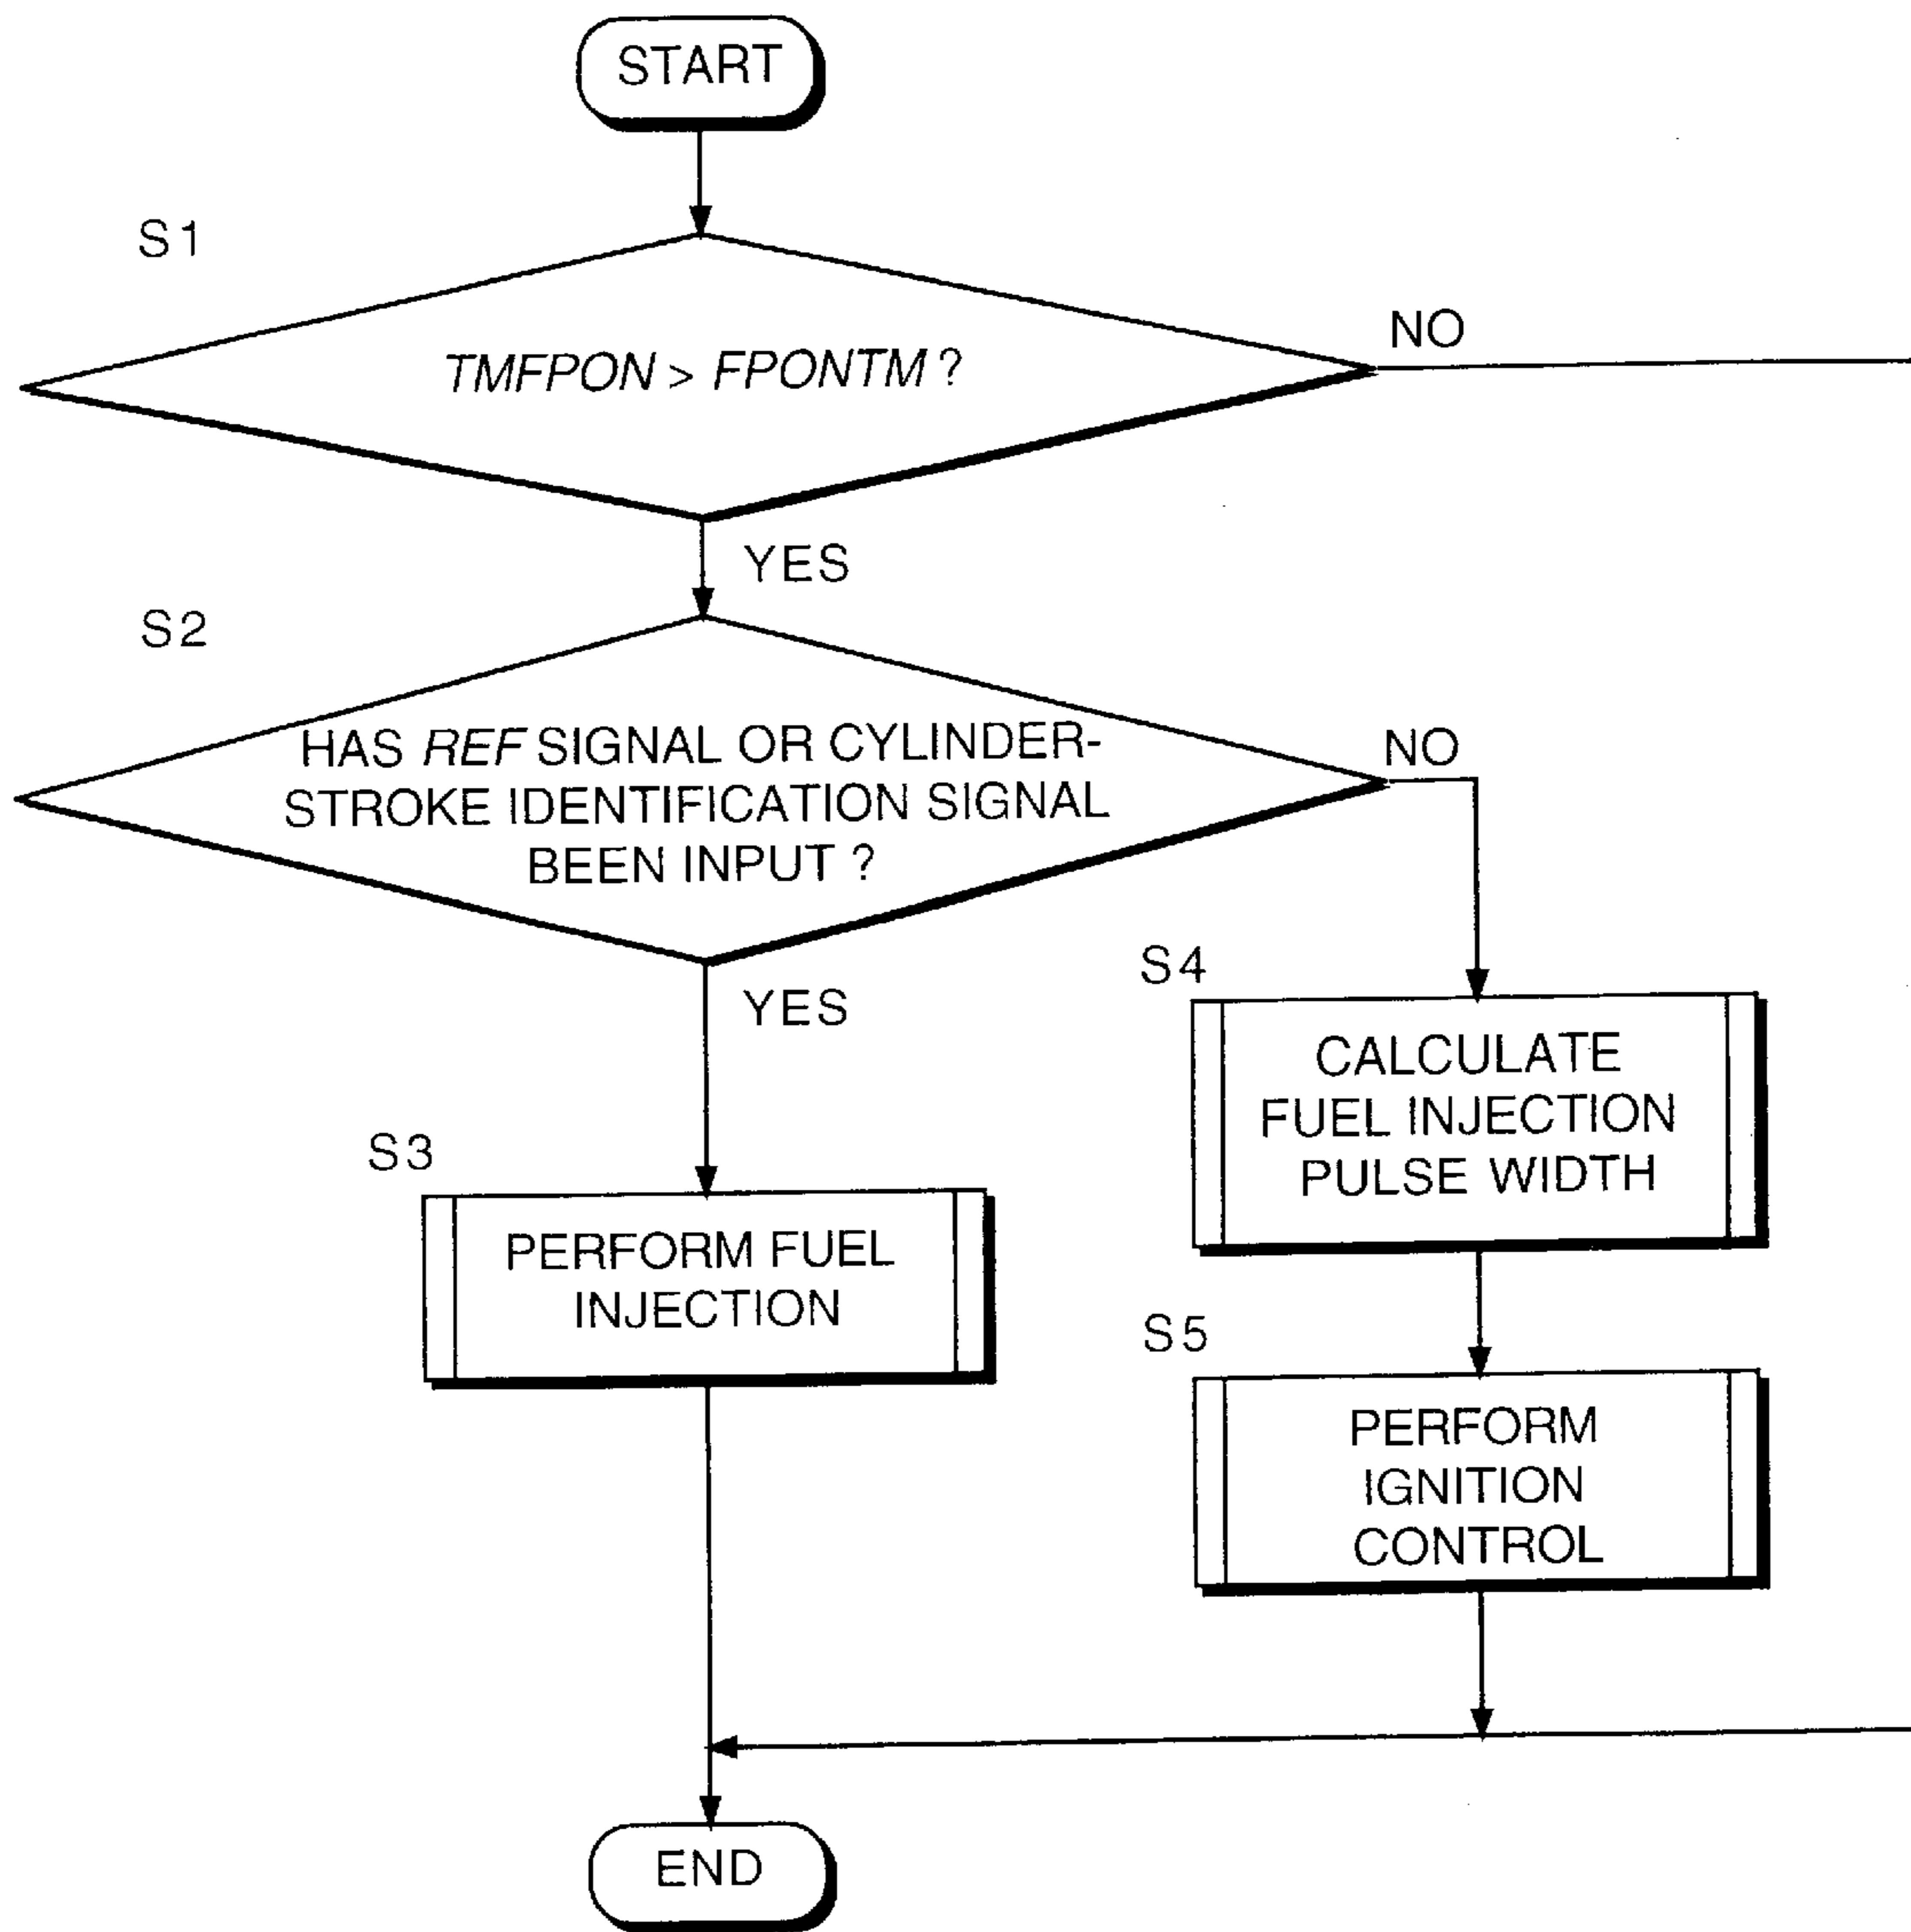 START
S1
TMFPON > FPONTM ?
NO
YES
S2
HAS REF SIGNAL OR CYLINDER-
STROKE IDENTIFICATION SIGNAL
BEEN INPUT ?
NO
YES
S4
CALCULATE
FUEL INJECTION
PULSE WIDTH
S3
PERFORM FUEL
INJECTION
S5
PERFORM
IGNITION
CONTROL
END